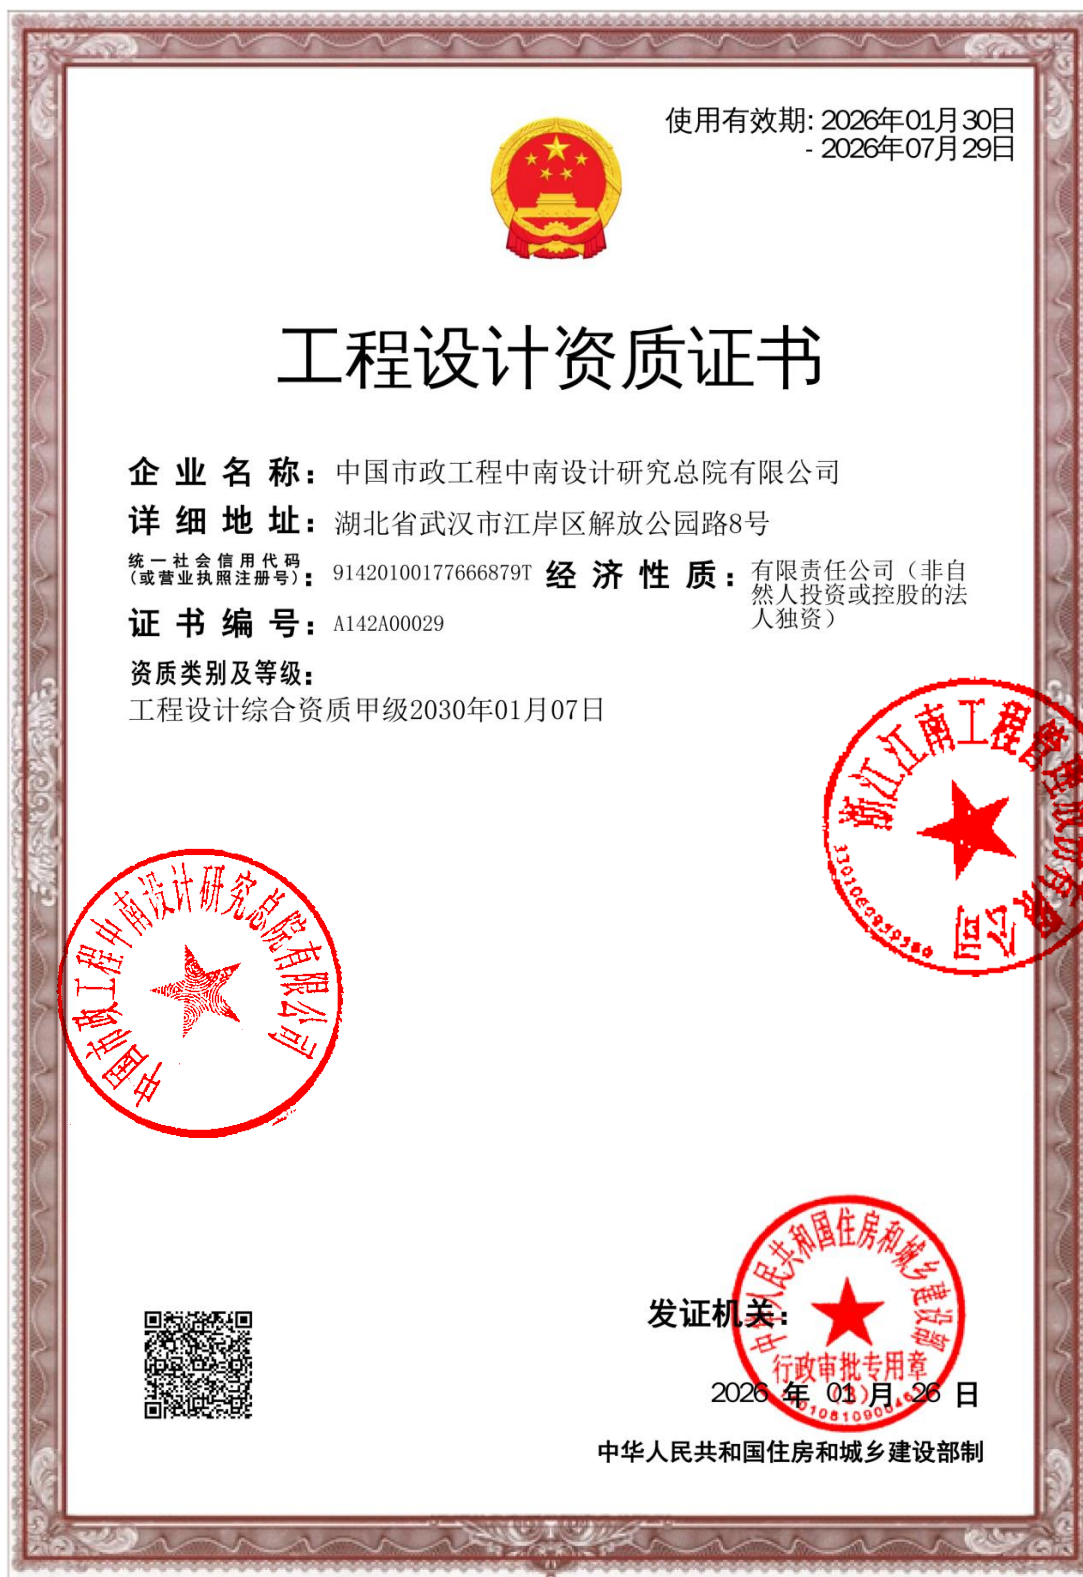 使用有效期: 2026年01月30日
- 2026年07月29日
工程设计资质证书
企业名称：中国市政工程中南设计研究总院有限公司
详细地址：湖北省武汉市江岸区解放公园路8号
统一社会信用代码
（或营业执照注册号）：91420100177666879T 经济性质：有限责任公司（非自
然人投资或控股的法
人独资）
证书编号：A142A00029
资质类别及等级：
工程设计综合资质甲级2030年01月07日
浙江江南工程管理股份有限公司
中国市政工程中南设计研究总院有限公司
中华人民共和国住房和城乡建设部
发证机关：
行政审批专用章
2026 年 01 月 26 日
中华人民共和国住房和城乡建设部制